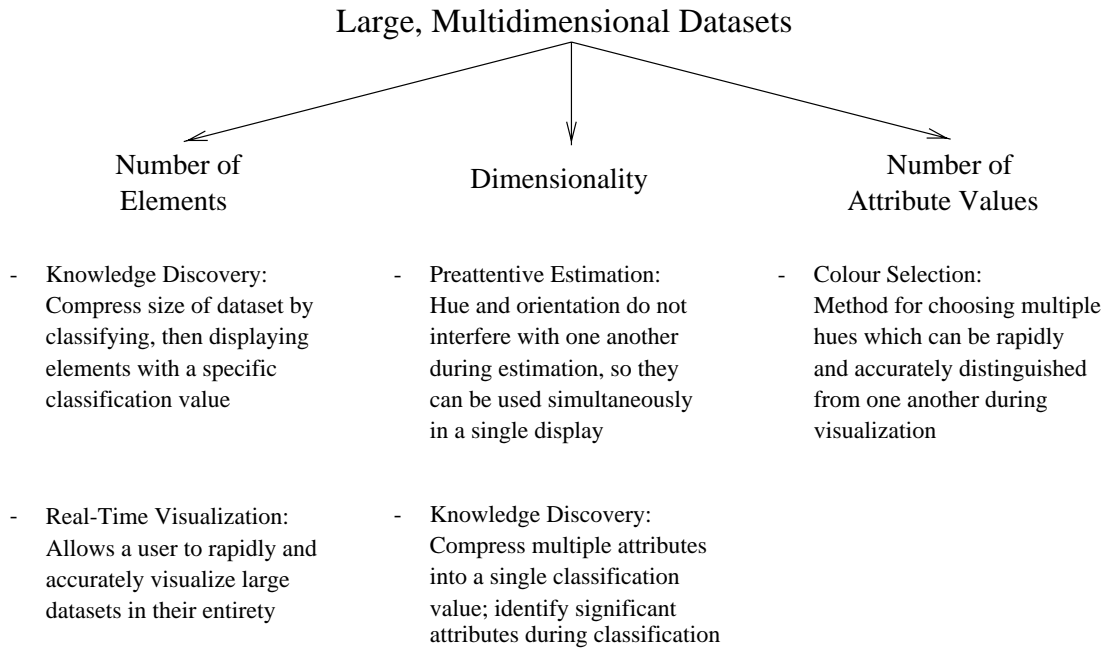 Large, Multidimensional Datasets
Number of
Elements
- Knowledge Discovery:
Compress size of dataset by
classifying, then displaying
elements with a specific
classification value
- Real-Time Visualization:
Allows a user to rapidly and
accurately visualize large
datasets in their entirety
Dimensionality
- Preattentive Estimation:
Hue and orientation do not
interfere with one another
during estimation, so they
can be used simultaneously
in a single display
- Knowledge Discovery:
Compress multiple attributes
into a single classification
value; identify significant
attributes during classification
Number of
Attribute Values
- Colour Selection:
Method for choosing multiple
hues which can be rapidly
and accurately distinguished
from one another during
visualization